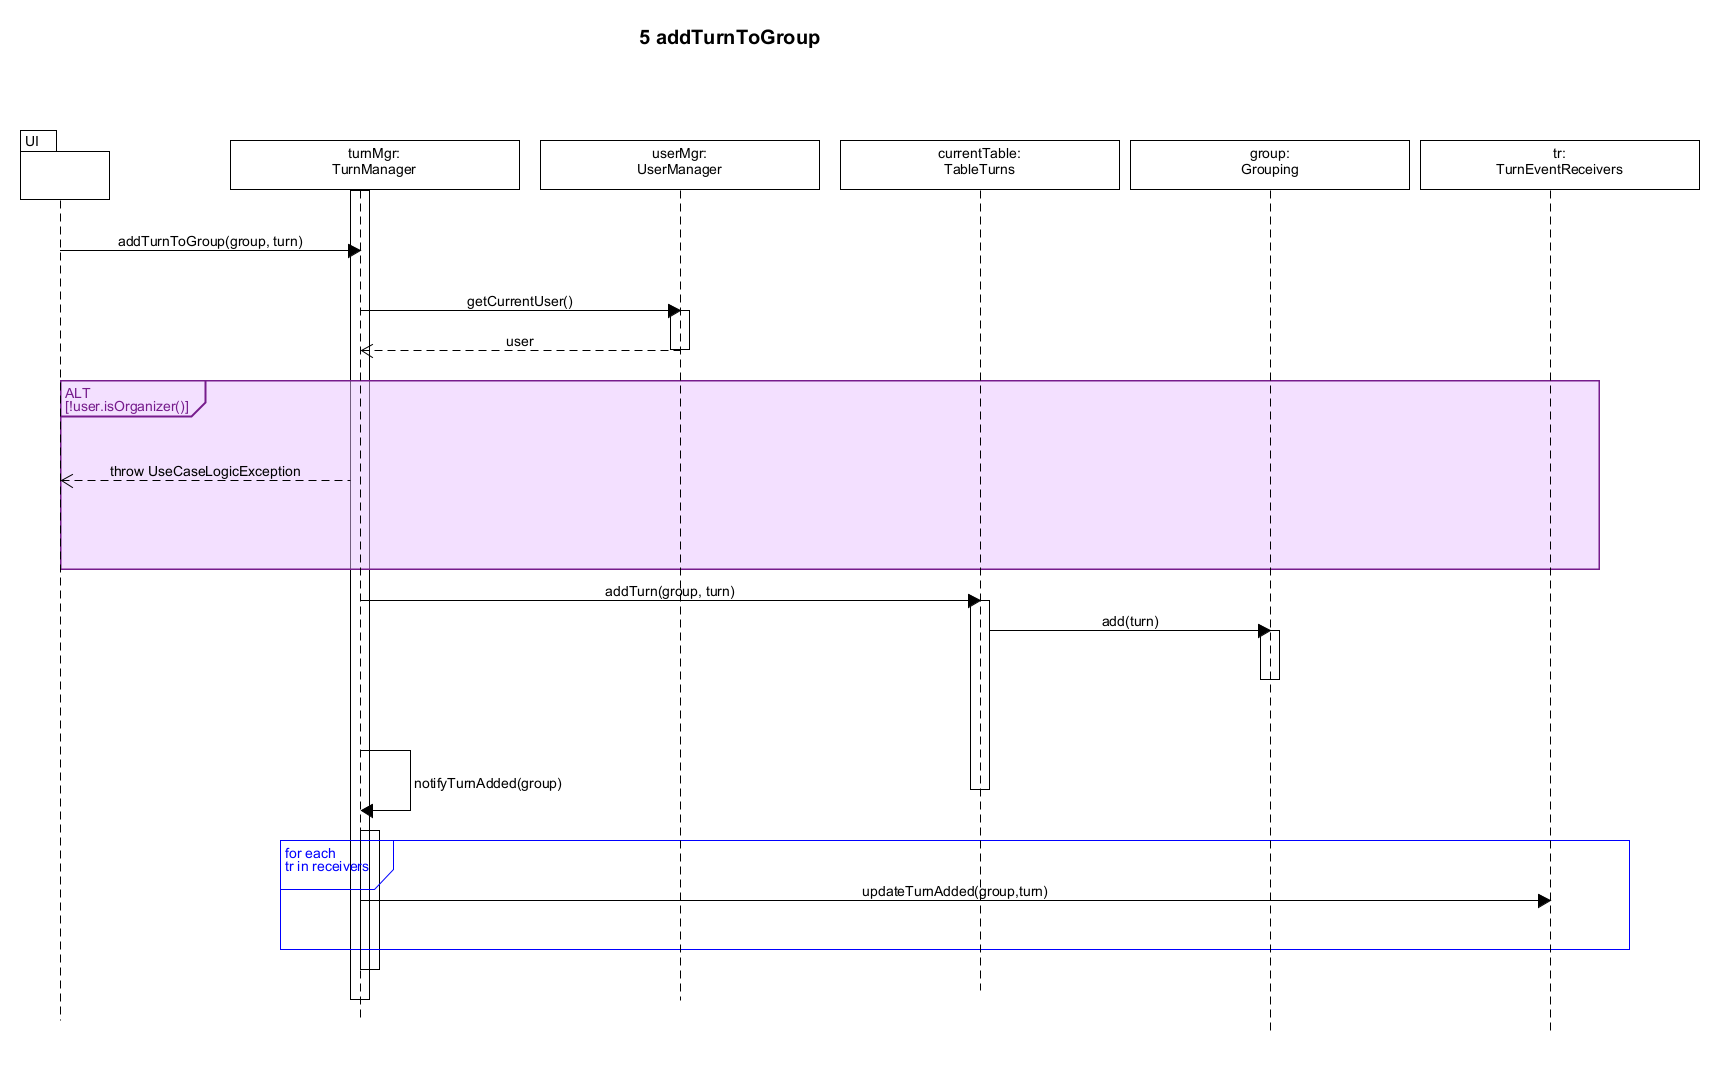 5 addTurnToGroup
UI
turnMgr:
TurnManager
userMgr:
UserManager
currentTable:
TableTurns
group:
Grouping
tr:
TurnEventReceivers
addTurnToGroup(group, turn)
getCurrentUser()
user
ALT
[!user.isOrganizer()]
throw UseCaseLogicException
addTurn(group, turn)
add(turn)
notifyTurnAdded(group)
for each
tr in receivers
updateTurnAdded(group,turn)